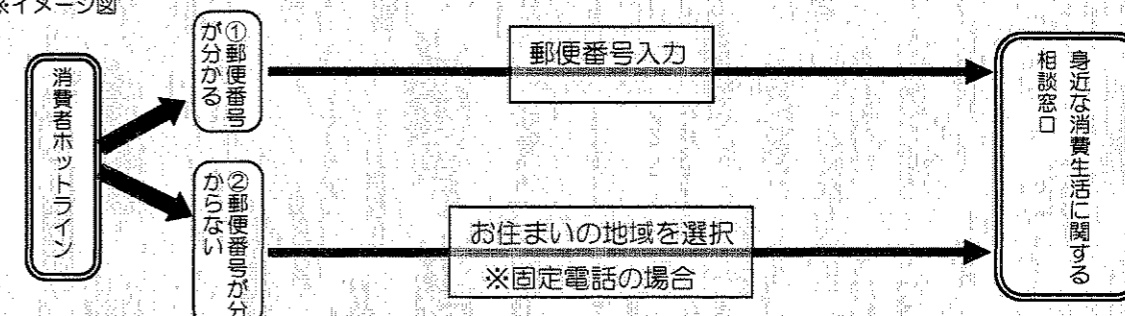 ※イメージ図
消費者ホットライン
①郵便番号
が分かる
郵便番号入力
②郵便番号が分
からない
お住まいの地域を選択
※固定電話の場合
身近な消費生活に関する
相談窓口